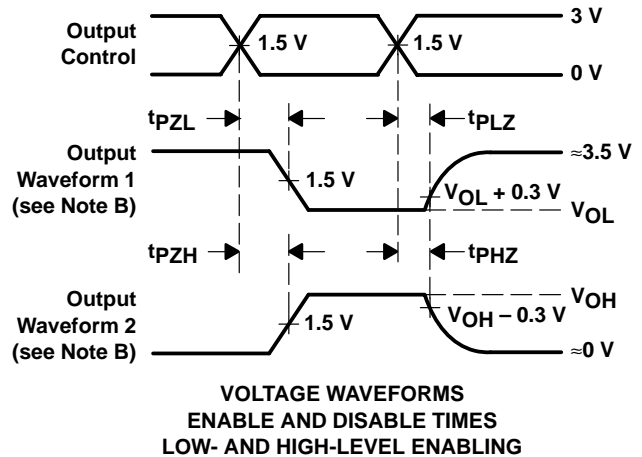 Output
Control
1.5 V
1.5 V
3 V
0 V
tPZL
tPLZ
Output
Waveform 1
(see Note B)
1.5 V
VOL + 0.3 V
≈3.5 V
VOL
tPZH
tPHZ
Output
Waveform 2
(see Note B)
1.5 V
VOH
VOH – 0.3 V
≈0 V
VOLTAGE WAVEFORMS
ENABLE AND DISABLE TIMES
LOW- AND HIGH-LEVEL ENABLING